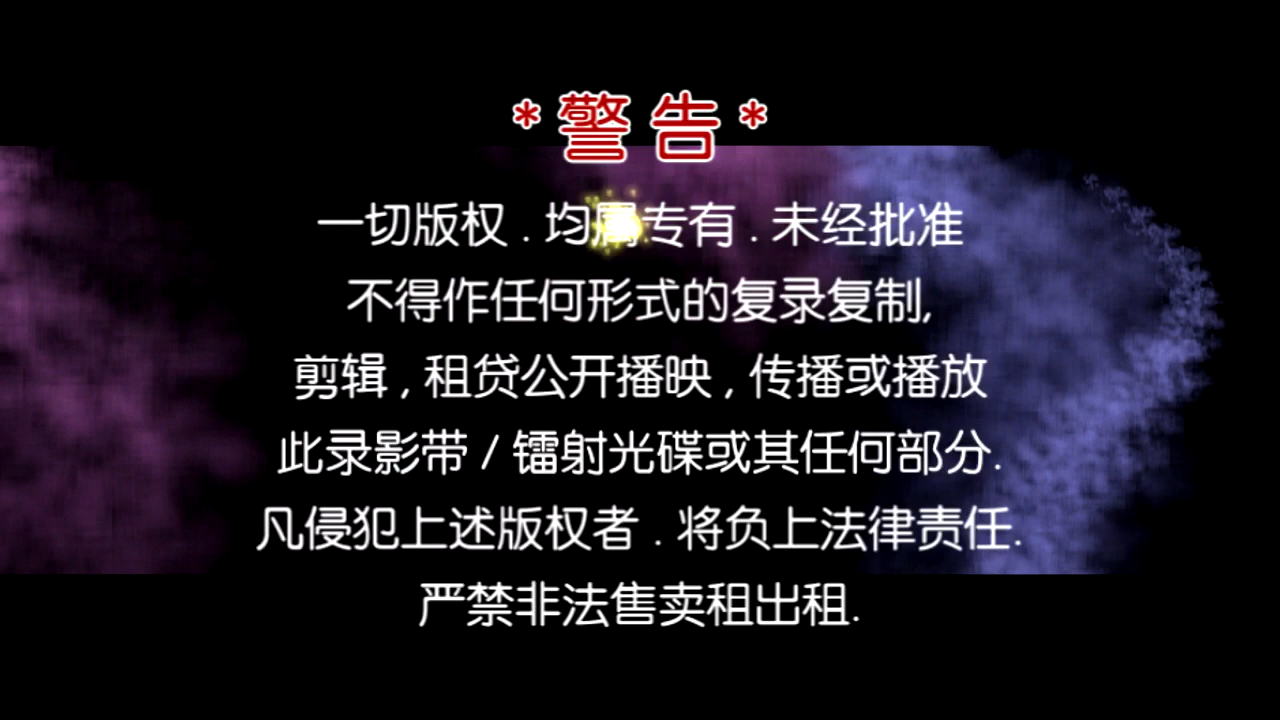 *警告*
一切版权.均属专有.未经批准
不得作任何形式的复录复制,
剪辑,租贷公开播映,传播或播放
此录影带/镭射光碟或其任何部分.
凡侵犯上述版权者.将负上法律责任.
严禁非法售卖租出租.